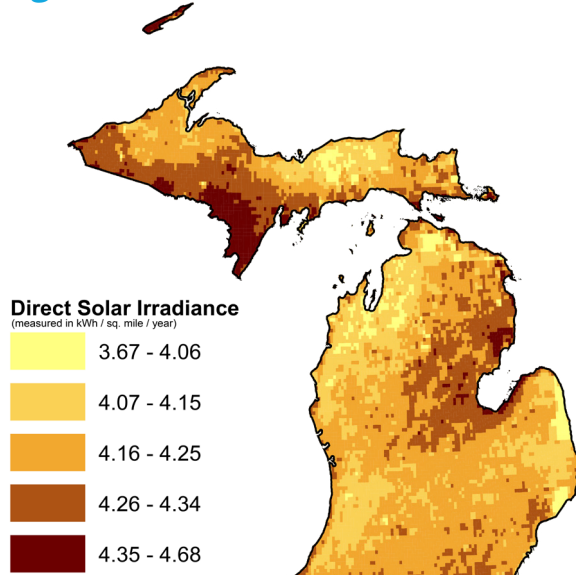 Direct Solar Irradiance
(measured in kWh / sq. mile / year)
3.67 - 4.06
4.07 - 4.15
4.16 - 4.25
4.26 - 4.34
4.35 - 4.68